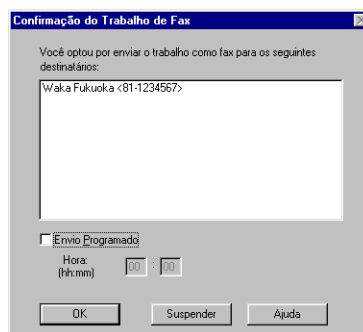 Confirmação do Trabalho de Fax
Você optou por enviar o trabalho como fax para os seguintes
destinatários:
Waka Fukuoka <81-1234567>
Envio Programado
Hora:
(hh:mm)
00 : 00
OK Suspender Ajuda